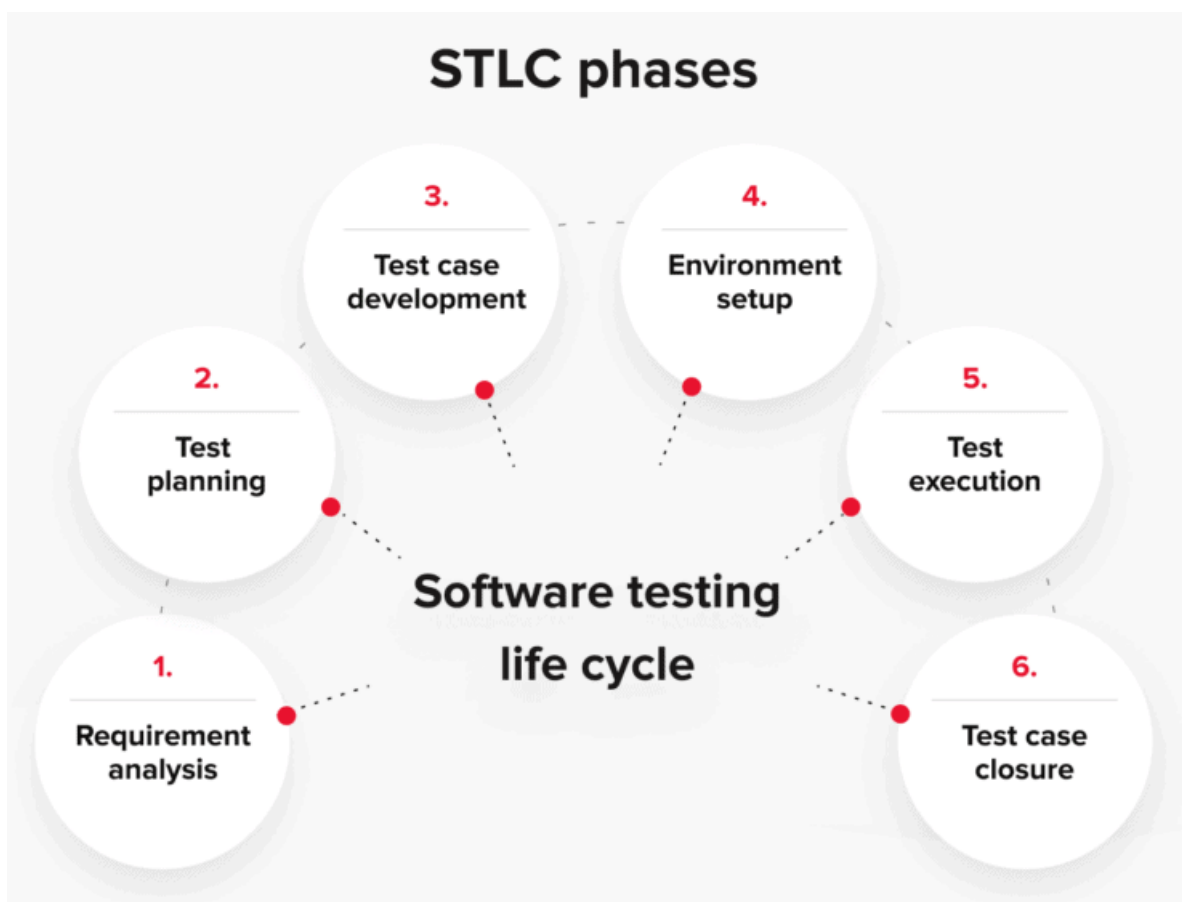 STLC phases
3.
Test case
development
4.
Environment
setup
2.
Test
planning
5.
Test
execution
Software testing
life cycle
1.
Requirement
analysis
6.
Test case
closure